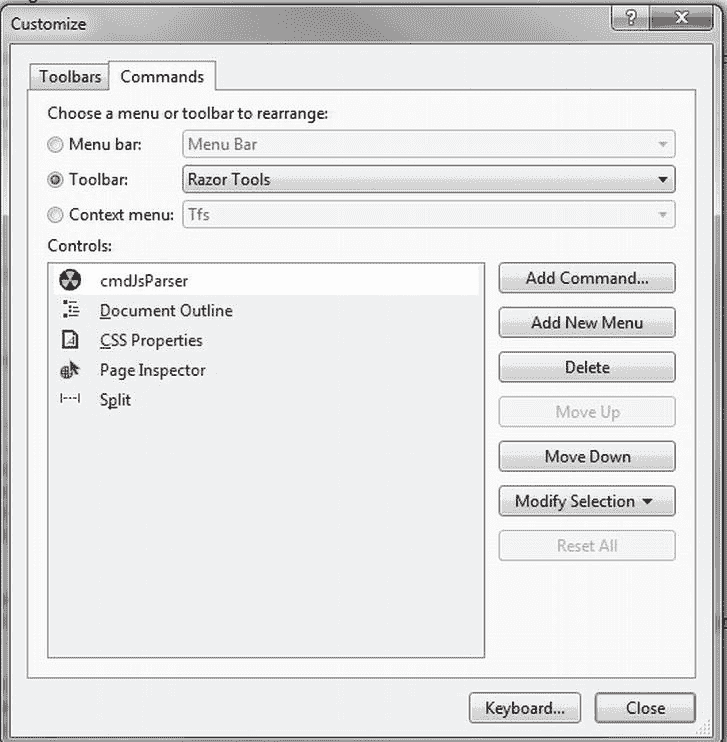 Customize
Toolbars Commands
Choose a menu or toolbar to rearrange:
Menu bar: Menu Bar
Toolbar: Razor Tools
Context menu: Tfs
Controls:
cmdJsParser
Document Outline
CSS Properties
Page Inspector
Split
Add Command...
Add New Menu
Delete
Move Up
Move Down
Modify Selection
Reset All
Keyboard... Close